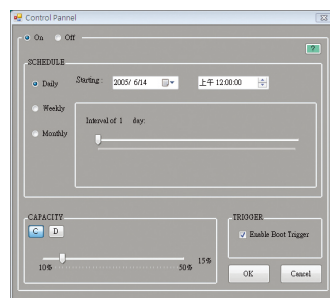 Control Pannel
On Off
?
SCHEDULE
Daily Starting : 2005/ 6/14 上午 12:00:00
Weekly
Interval of 1 day:
Monthly
CAPACITY
C D
15%
10% 50%
TRIGGER
Enable Boot Trigger
OK Cancel